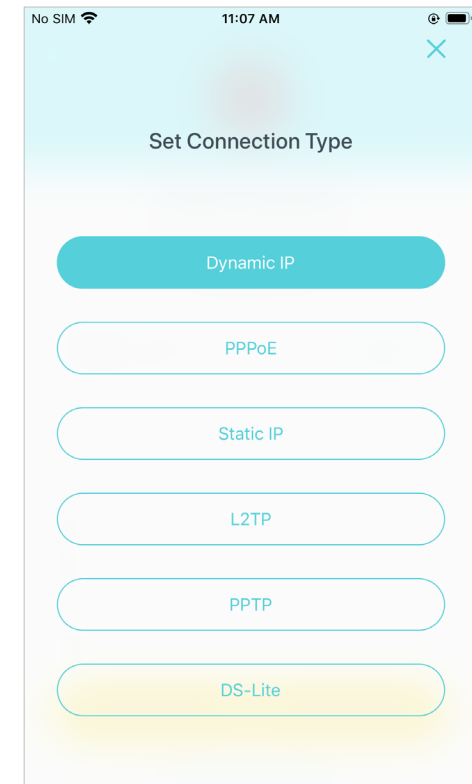 No SIM 11:07 AM
Set Connection Type
Dynamic IP
PPPoE
Static IP
L2TP
PPTP
DS-Lite